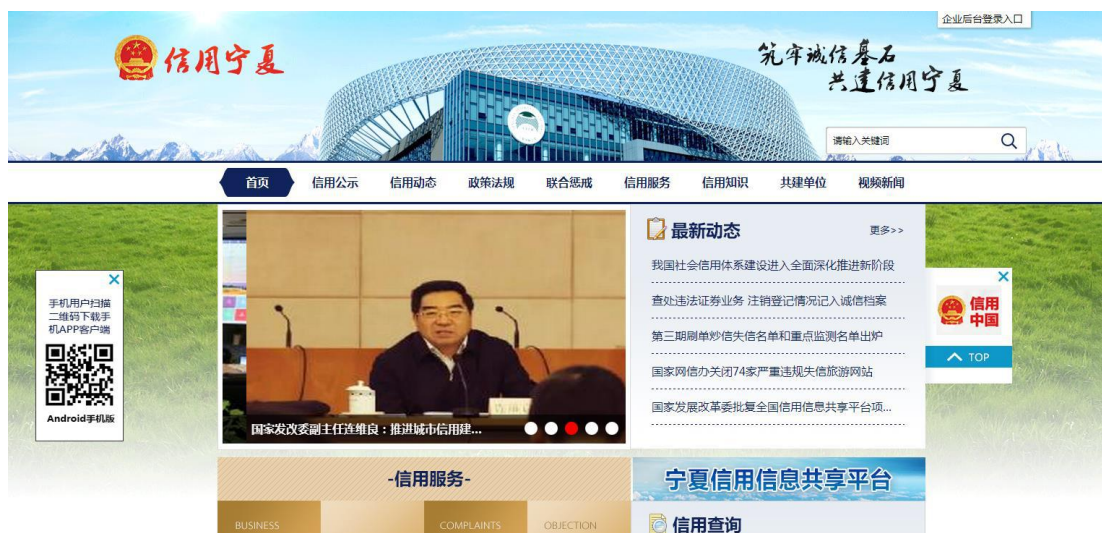 企业后台登录入口
信用宁夏
筑牢诚信基石
共建信用宁夏
请输入关键词
首页 信用公示 信用动态 政策法规 联合惩戒 信用服务 信用知识 共建单位 视频新闻
最新动态 更多>>
我国社会信用体系建设进入全面深化推进新阶段
查处违法证券业务 注销登记情况记入诚信档案
第三期刷单炒信失信名单和重点监测名单出炉
国家网信办关闭74家严重违规失信旅游网站
国家发展改革委批复全国信用信息共享平台项...
国家发改委副主任连维良：推进城市信用建...
手机用户扫描
二维码下载手
机APP客户端
Android手机版
信用
中国
TOP
-信用服务-
宁夏信用信息共享平台
BUSINESS COMPLAINTS OBJECTION
信用查询